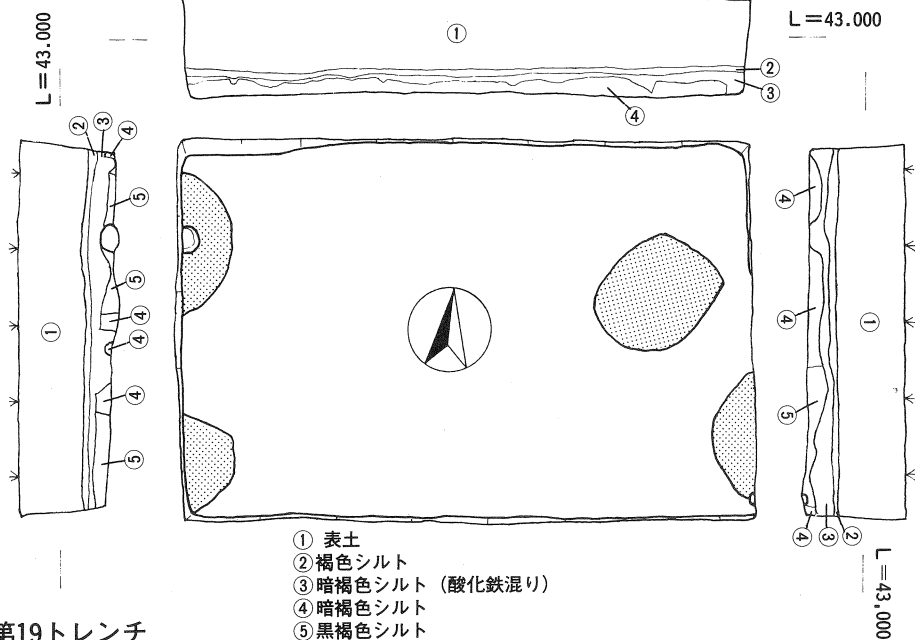 L=43.000
L=43.000
①
②
③
④
②
③
④
⑤
⑤
④
④
④
⑤
①
④
④
⑤
①
④
③
②
L=43,000
① 表土
②褐色シルト
③暗褐色シルト（酸化鉄混り）
④暗褐色シルト
⑤黒褐色シルト
第19トレンチ